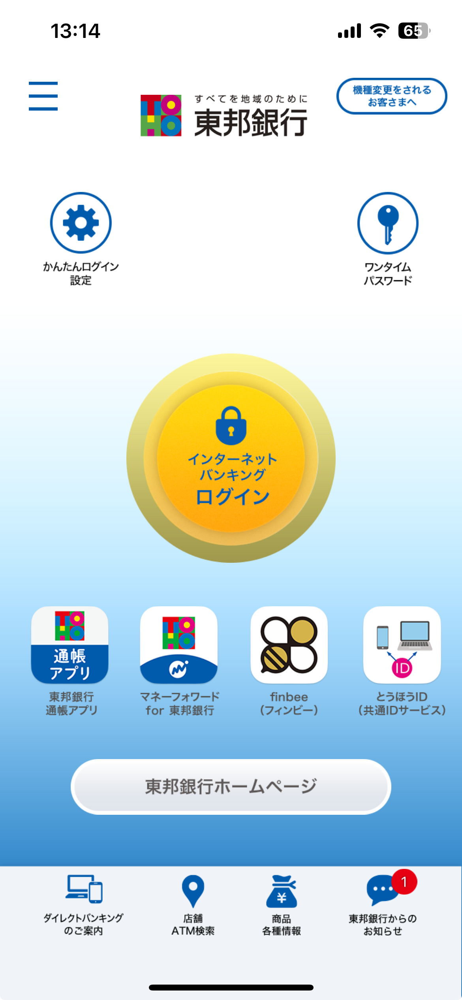 13:14
65
機種変更をされる
お客さまへ
TOHO
すべてを地域のために
東邦銀行
かんたんログイン
設定
ワンタイム
パスワード
インターネット
バンキング
ログイン
TOHO
通帳
アプリ
TOHO
ID
東邦銀行
通帳アプリ
マネーフォワード
for 東邦銀行
finbee
（フィンビー）
とうほうID
（共通IDサービス）
東邦銀行ホームページ
¥
1
ダイレクトバンキング
のご案内
店舗
ATM検索
商品
各種情報
東邦銀行からの
お知らせ